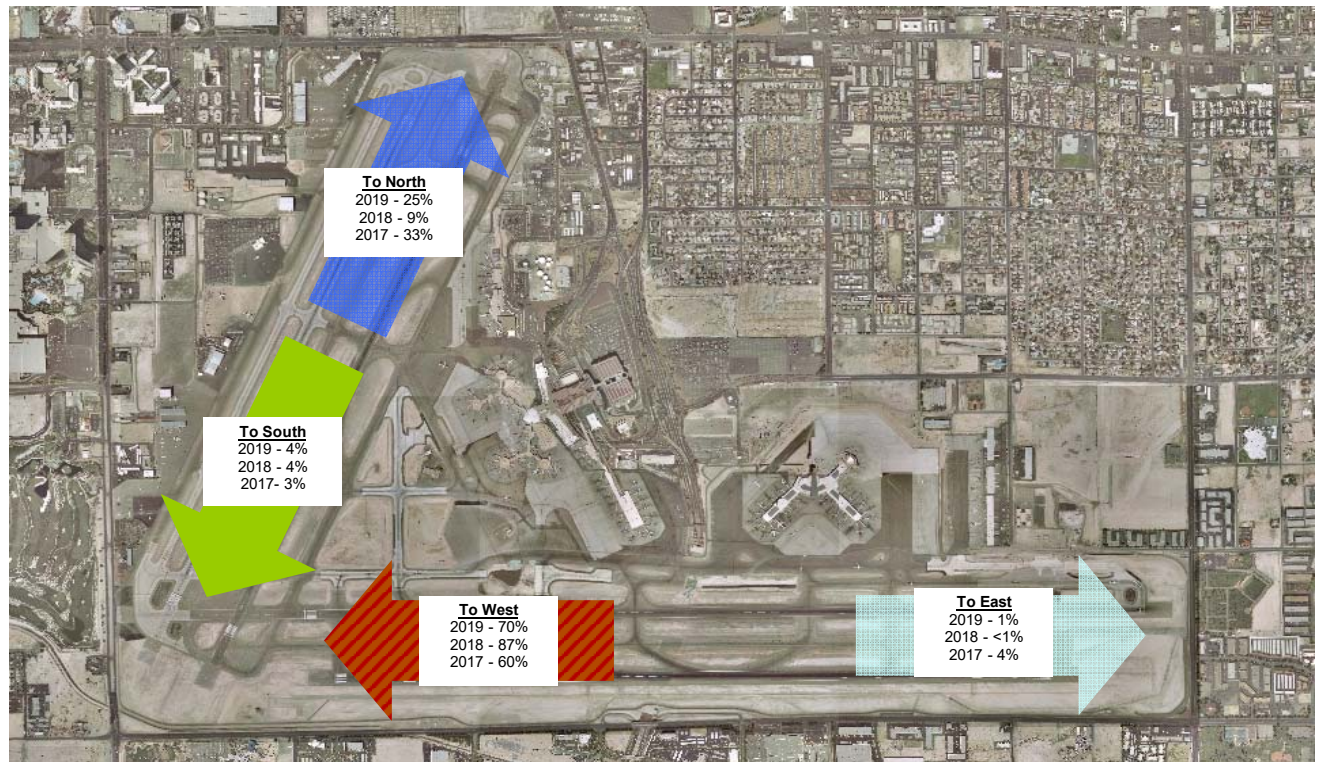 To North
2019 - 25%
2018 - 9%
2017 - 33%
To South
2019 - 4%
2018 - 4%
2017- 3%
To West
2019 - 70%
2018 - 87%
2017 - 60%
To East
2019 - 1%
2018 - <1%
2017 - 4%